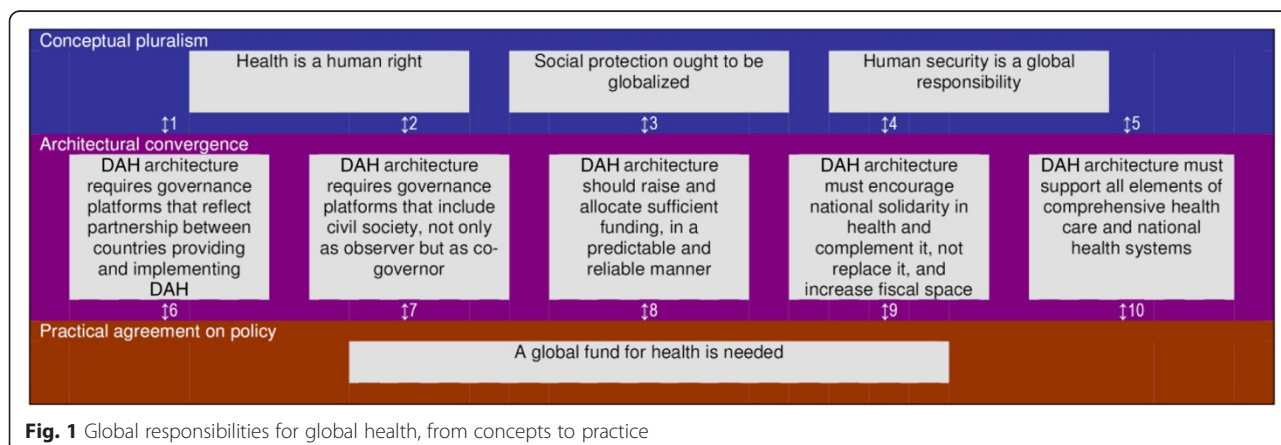 Conceptual pluralism
Health is a human right
Social protection ought to be
globalized
Human security is a global
responsibility
↕1
↕2
↕3
↕4
↕5
Architectural convergence
DAH architecture
requires governance
platforms that reflect
partnership between
countries providing
and implementing
DAH
DAH architecture
requires governance
platforms that include
civil society, not only
as observer but as co-
governor
DAH architecture
should raise and
allocate sufficient
funding, in a
predictable and
reliable manner
DAH architecture
must encourage
national solidarity in
health and
complement it, not
replace it, and
increase fiscal space
DAH architecture must
support all elements of
comprehensive health
care and national
health systems
↕6
↕7
↕8
↕9
↕10
Practical agreement on policy
A global fund for health is needed
Fig. 1 Global responsibilities for global health, from concepts to practice